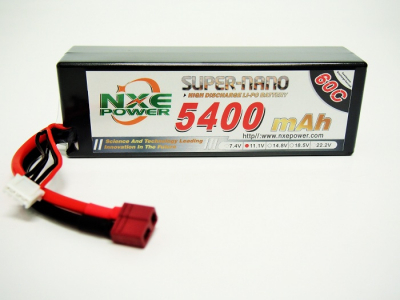 NXE
POWER
SUPER-NANO
HIGH DISCHARGE LI-PO BATTERY
60C
5400 mAh
Science And Technology Leading
Innovation In The Future
http//:www.nxepower.com
7.4V 11.1V 14.8V 18.5V 22.2V